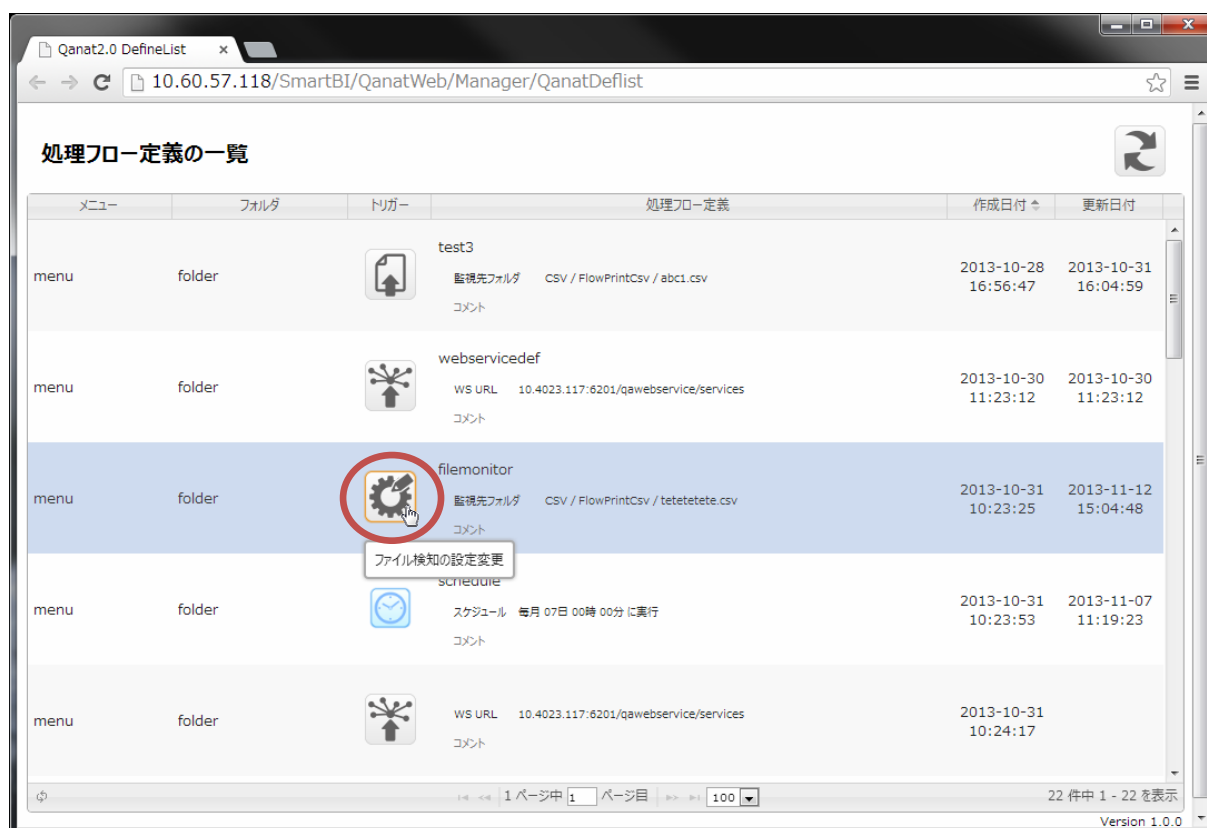 Qanat2.0 DefineList
10.60.57.118/SmartBI/QanatWeb/Manager/QanatDeflist
処理フロー定義の一覧
メニュー フォルダ トリガー 処理フロー定義 作成日付 更新日付
test3
menu folder 監視先フォルダ CSV / FlowPrintCsv / abc1.csv 2013-10-28 16:56:47 2013-10-31 16:04:59
コメント
webservicedef
menu folder WS URL 10.4023.117:6201/qawebservice/services 2013-10-30 11:23:12 2013-10-30 11:23:12
コメント
filemonitor
menu folder 監視先フォルダ CSV / FlowPrintCsv / tetetetete.csv 2013-10-31 10:23:25 2013-11-12 15:04:48
コメント
ファイル検知の設定変更
schedule
menu folder スケジュール 毎月 07日 00時 00分 に実行 2013-10-31 10:23:53 2013-11-07 11:19:23
コメント
menu folder WS URL 10.4023.117:6201/qawebservice/services 2013-10-31 10:24:17
コメント
1 ページ中 1 ページ目 100 22 件中 1 - 22 を表示
Version 1.0.0